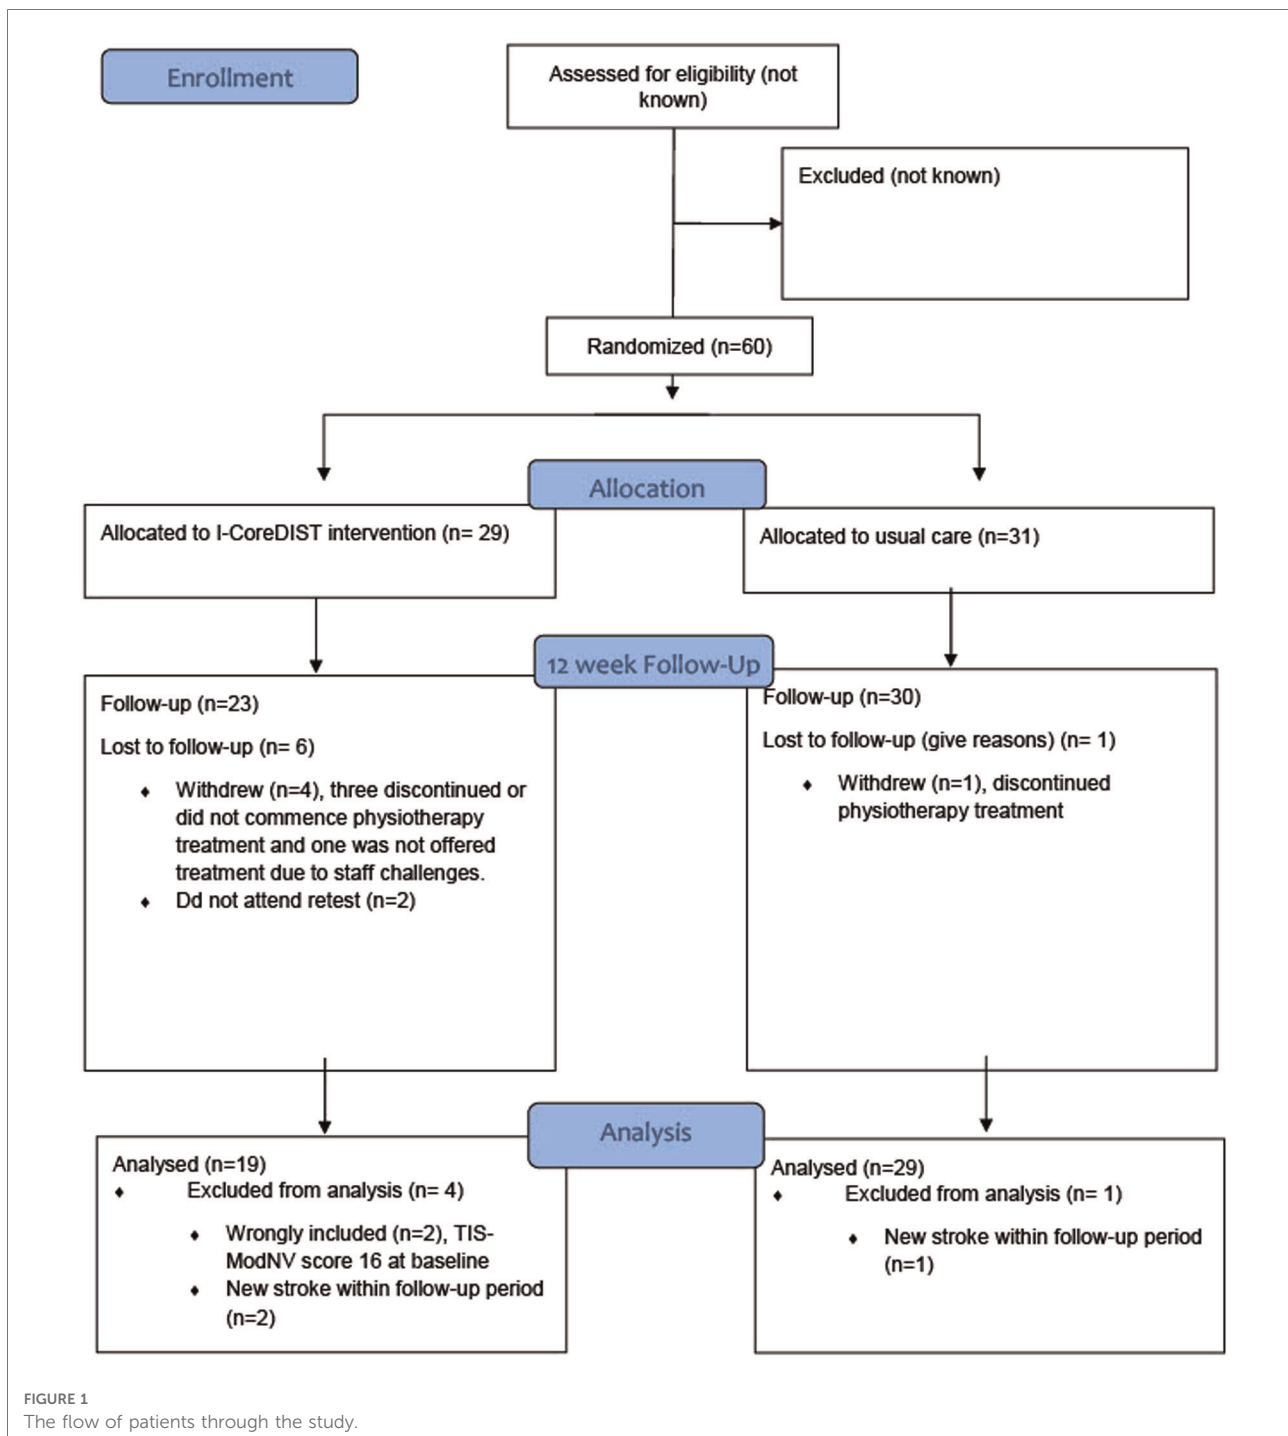 Enrollment
Assessed for eligibility (not
known)
Excluded (not known)
Randomized (n=60)
Allocation
Allocated to I-CoreDIST intervention (n= 29)
Allocated to usual care (n=31)
12 week Follow-Up
Follow-up (n=23)
Lost to follow-up (n= 6)
♦ Withdrew (n=4), three discontinued or
did not commence physiotherapy
treatment and one was not offered
treatment due to staff challenges.
♦ Dd not attend retest (n=2)
Follow-up (n=30)
Lost to follow-up (give reasons) (n= 1)
♦ Withdrew (n=1), discontinued
physiotherapy treatment
Analysis
Analysed (n=19)
♦ Excluded from analysis (n= 4)
♦ Wrongly included (n=2), TIS-
ModNV score 16 at baseline
♦ New stroke within follow-up period
(n=2)
Analysed (n=29)
♦ Excluded from analysis (n= 1)
♦ New stroke within follow-up period
(n=1)
FIGURE 1
The flow of patients through the study.